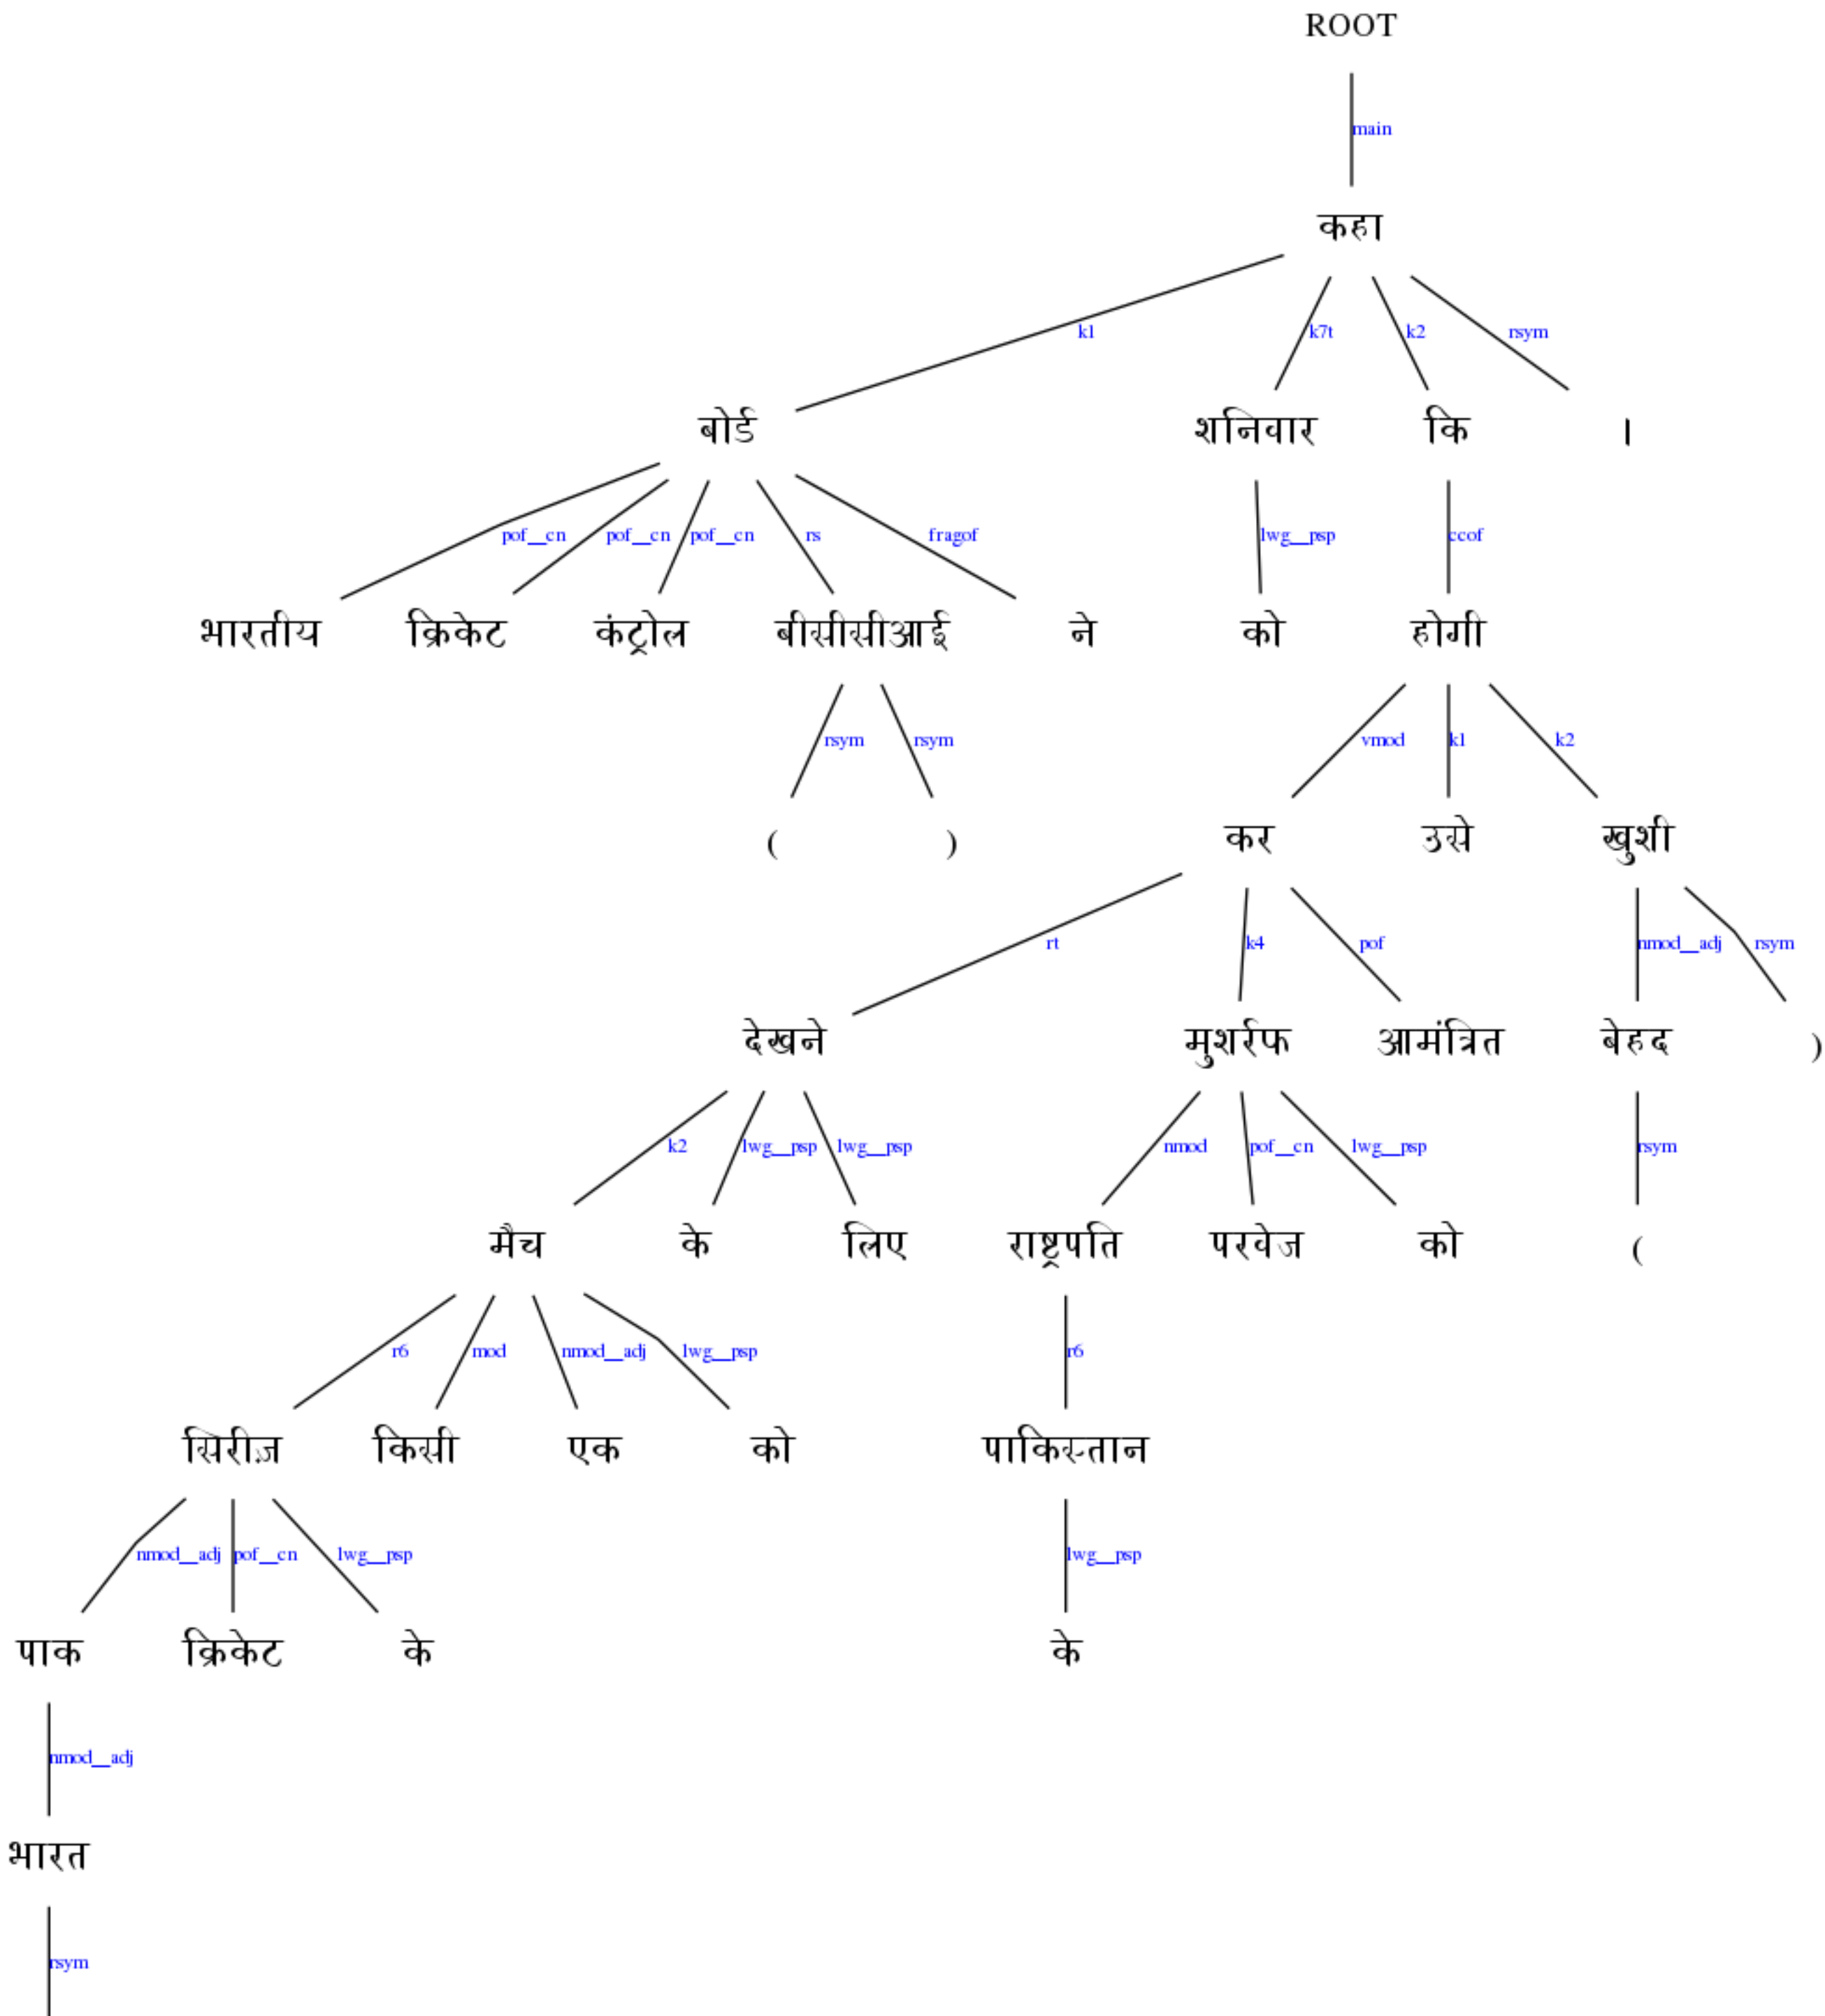 ROOT
main
कहा
k1 k7t k2 rsym
बोर्ड शनिवार कि ।
pof__cn pof__cn pof__cn rs fragof lwg__psp ccof
भारतीय क्रिकेट कंट्रोल बीसीसीआई ने को होगी
rsym rsym vmod k1 k2
( ) कर उसे खुशी
rt k4 pof nmod__adj rsym
देखने मुशर्रफ आमंत्रित बेहद )
k2 lwg__psp lwg__psp nmod pof__cn lwg__psp rsym
मैच के लिए राष्ट्रपति परवेज को (
r6 mod nmod__adj lwg__psp r6
सिरीज़ किसी एक को पाकिस्तान
nmod__adj pof__cn lwg__psp lwg__psp
पाक क्रिकेट के के
nmod__adj
भारत
rsym